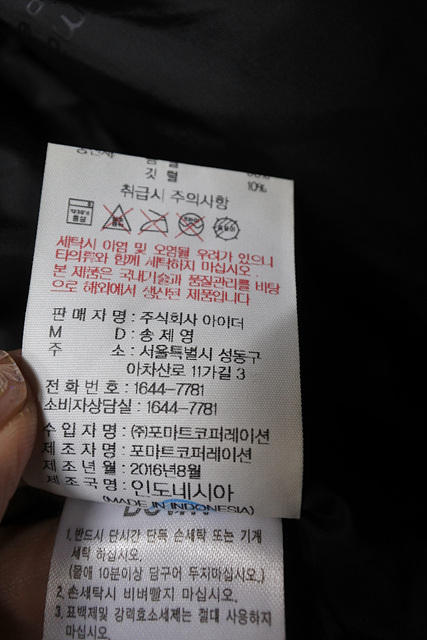 깃 털 10%
취급시 주의사항
세탁시 이염 및 오염될 우려가 있으니
타의류와 함께 세탁하지 마십시오.
본 제품은 국내기술과 품질관리를 바탕
으로 해외에서 생산된 제품입니다
판 매 자 명 : 주식회사 아이더
M D : 송 제 영
주 소 : 서울특별시 성동구
아차산로 11가길 3
전 화 번 호 : 1644-7781
소비자상담실 : 1644-7781
수 입 자 명 : (주)포마트코퍼레이션
제 조 자 명 : 포마트코퍼레이션
제 조 년 월 : 2016년8월
제 조 국 명 : 인도네시아
(MADE IN INDONESIA)
1. 반드시 단시간 단독 손세탁 또는 기계
세탁 하십시오.
(물에 10분이상 담구어 두지마십시오.)
2. 손세탁시 비벼빨지 마십시오.
3. 표백제및 강력효소세제는 절대 사용하지
마십시오.